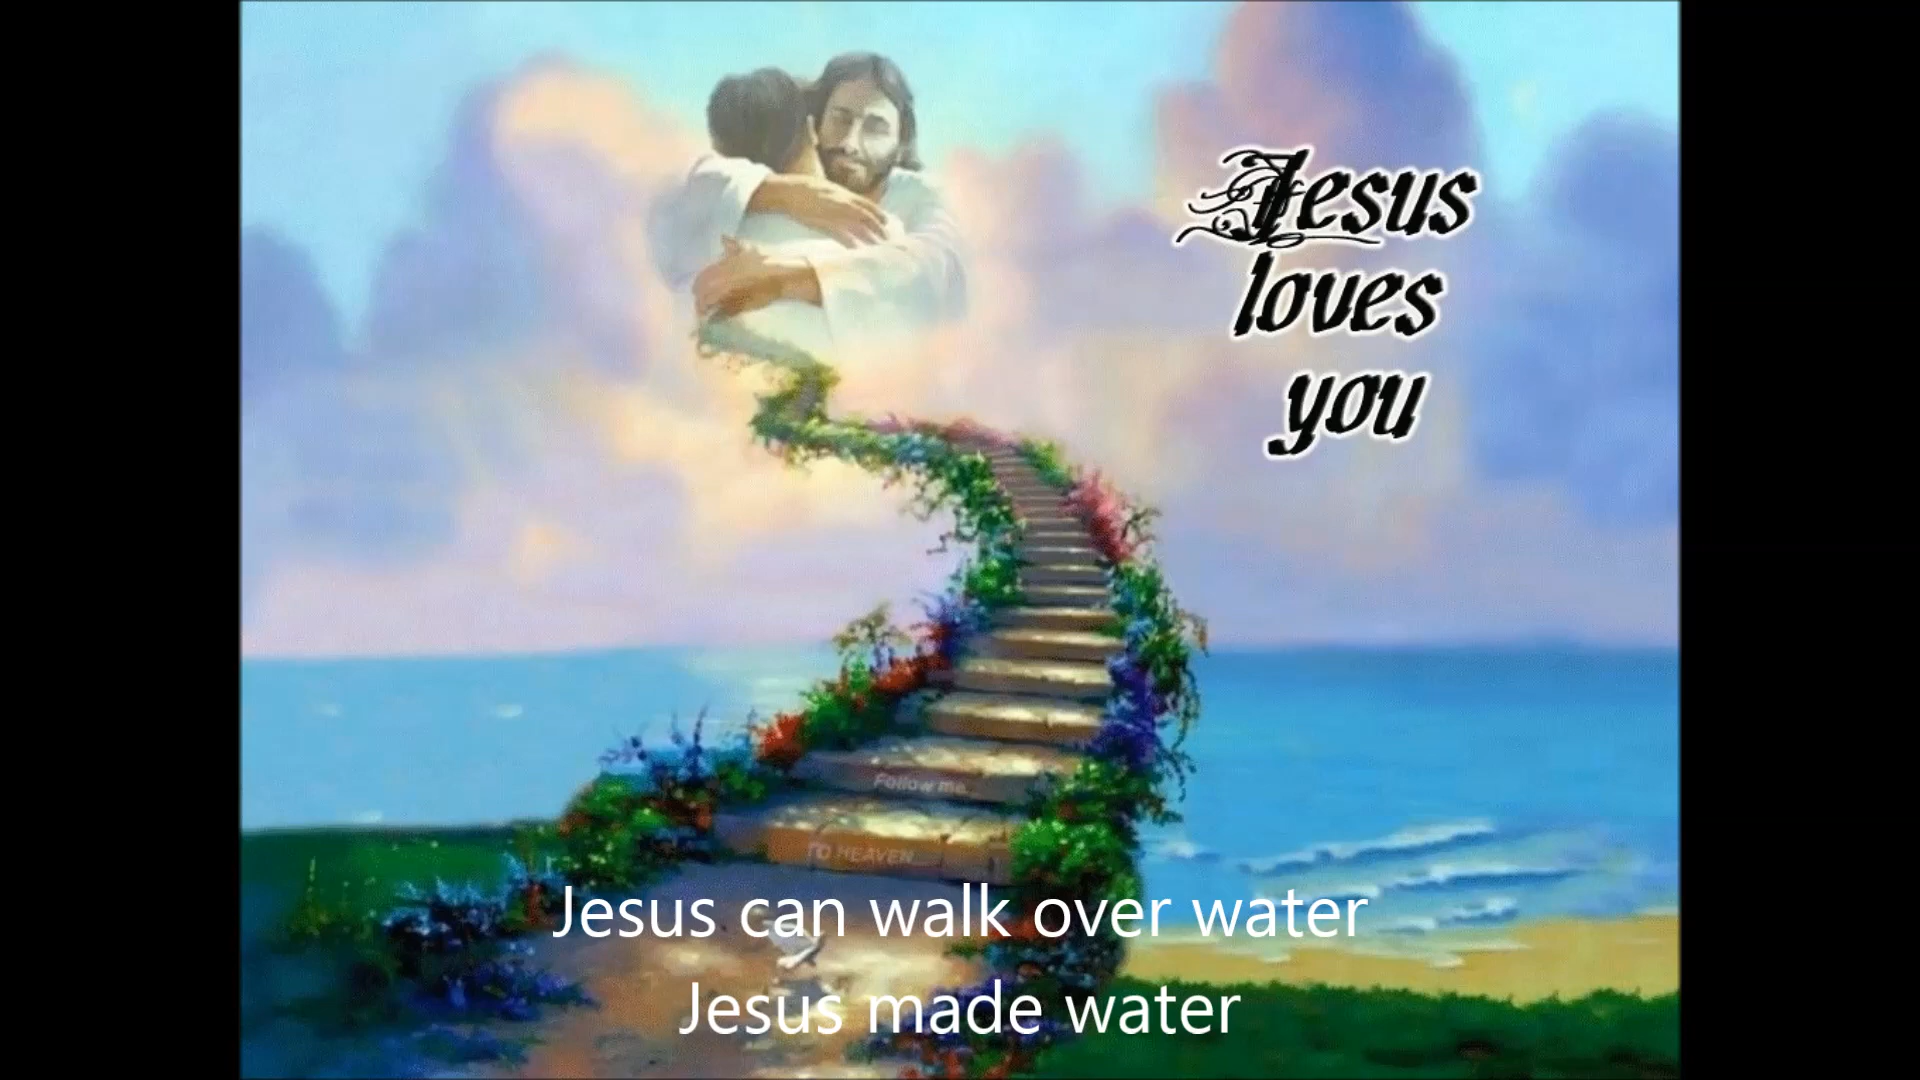 Jesus
loves
you
Follow me
TO HEAVEN
Jesus can walk over water
Jesus made water